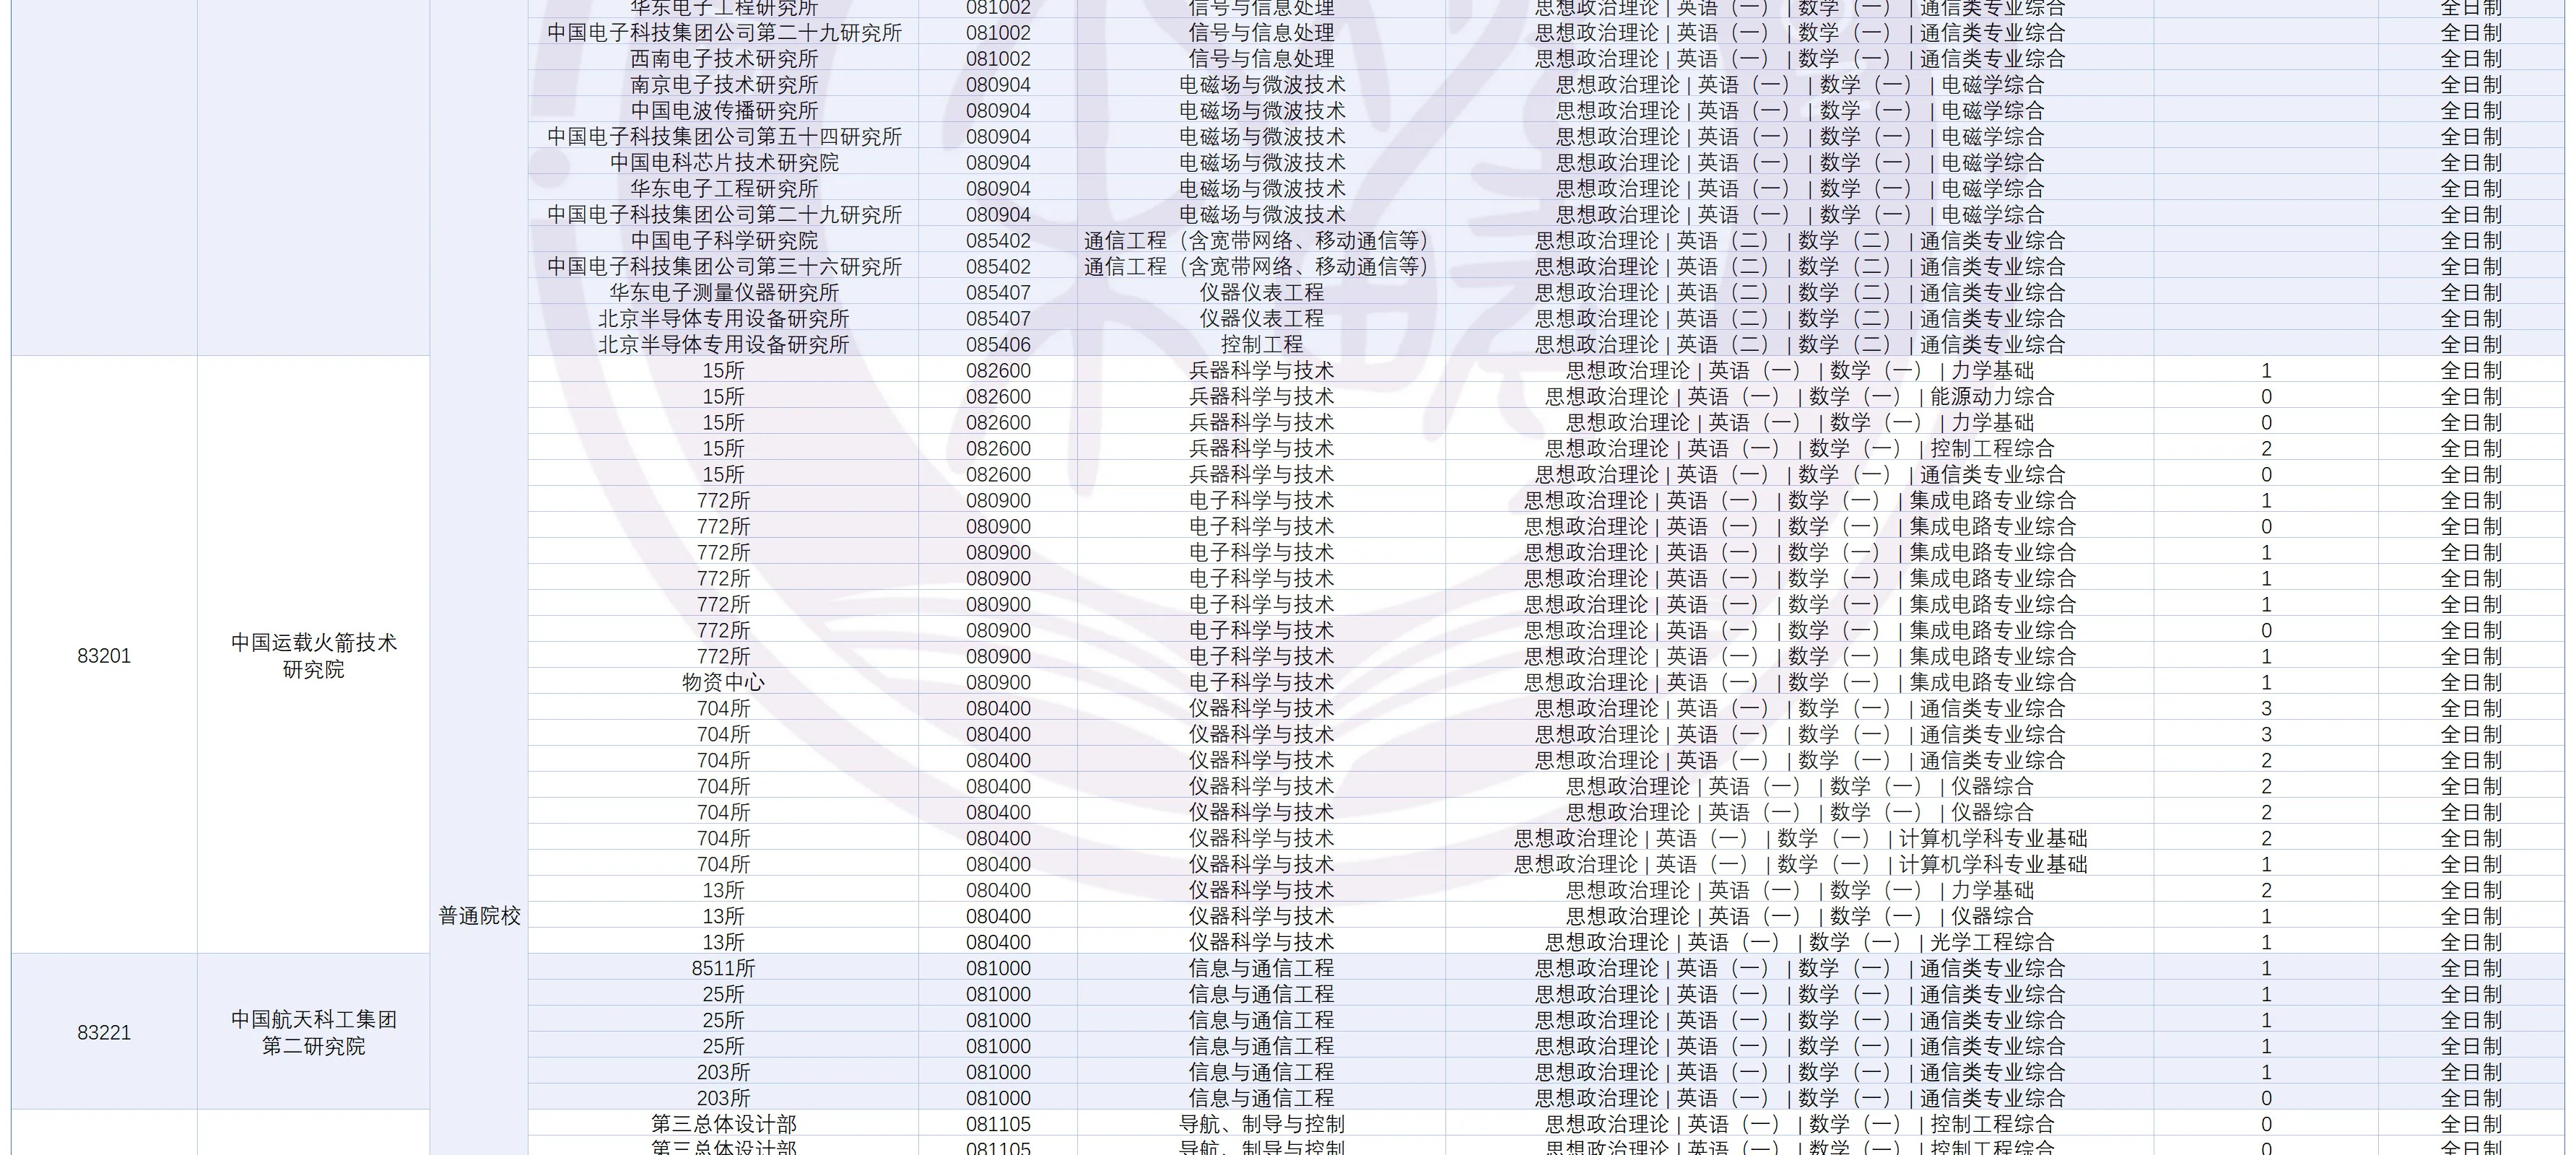 华东电子工程研究所 081002 信号与信息处理 思想政治理论 | 英语（一） | 数学（一） | 通信类专业综合 全日制
中国电子科技集团公司第二十九研究所 081002 信号与信息处理 思想政治理论 | 英语（一） | 数学（一） | 通信类专业综合 全日制
西南电子技术研究所 081002 信号与信息处理 思想政治理论 | 英语（一） | 数学（一） | 通信类专业综合 全日制
南京电子技术研究所 080904 电磁场与微波技术 思想政治理论 | 英语（一） | 数学（一） | 电磁学综合 全日制
中国电波传播研究所 080904 电磁场与微波技术 思想政治理论 | 英语（一） | 数学（一） | 电磁学综合 全日制
中国电子科技集团公司第五十四研究所 080904 电磁场与微波技术 思想政治理论 | 英语（一） | 数学（一） | 电磁学综合 全日制
中国电科芯片技术研究院 080904 电磁场与微波技术 思想政治理论 | 英语（一） | 数学（一） | 电磁学综合 全日制
华东电子工程研究所 080904 电磁场与微波技术 思想政治理论 | 英语（一） | 数学（一） | 电磁学综合 全日制
中国电子科技集团公司第二十九研究所 080904 电磁场与微波技术 思想政治理论 | 英语（一） | 数学（一） | 电磁学综合 全日制
中国电子科学研究院 085402 通信工程（含宽带网络、移动通信等） 思想政治理论 | 英语（二） | 数学（二） | 通信类专业综合 全日制
中国电子科技集团公司第三十六研究所 085402 通信工程（含宽带网络、移动通信等） 思想政治理论 | 英语（二） | 数学（二） | 通信类专业综合 全日制
华东电子测量仪器研究所 085407 仪器仪表工程 思想政治理论 | 英语（二） | 数学（二） | 通信类专业综合 全日制
北京半导体专用设备研究所 085407 仪器仪表工程 思想政治理论 | 英语（二） | 数学（二） | 通信类专业综合 全日制
北京半导体专用设备研究所 085406 控制工程 思想政治理论 | 英语（二） | 数学（二） | 通信类专业综合 全日制
15所 082600 兵器科学与技术 思想政治理论 | 英语（一） | 数学（一） | 力学基础 1 全日制
15所 082600 兵器科学与技术 思想政治理论 | 英语（一） | 数学（一） | 能源动力综合 0 全日制
15所 082600 兵器科学与技术 思想政治理论 | 英语（一） | 数学（一） | 力学基础 0 全日制
15所 082600 兵器科学与技术 思想政治理论 | 英语（一） | 数学（一） | 控制工程综合 2 全日制
15所 082600 兵器科学与技术 思想政治理论 | 英语（一） | 数学（一） | 通信类专业综合 0 全日制
772所 080900 电子科学与技术 思想政治理论 | 英语（一） | 数学（一） | 集成电路专业综合 1 全日制
772所 080900 电子科学与技术 思想政治理论 | 英语（一） | 数学（一） | 集成电路专业综合 0 全日制
772所 080900 电子科学与技术 思想政治理论 | 英语（一） | 数学（一） | 集成电路专业综合 1 全日制
772所 080900 电子科学与技术 思想政治理论 | 英语（一） | 数学（一） | 集成电路专业综合 1 全日制
772所 080900 电子科学与技术 思想政治理论 | 英语（一） | 数学（一） | 集成电路专业综合 1 全日制
772所 080900 电子科学与技术 思想政治理论 | 英语（一） | 数学（一） | 集成电路专业综合 0 全日制
83201 中国运载火箭技术
研究院
772所 080900 电子科学与技术 思想政治理论 | 英语（一） | 数学（一） | 集成电路专业综合 1 全日制
物资中心 080900 电子科学与技术 思想政治理论 | 英语（一） | 数学（一） | 集成电路专业综合 1 全日制
704所 080400 仪器科学与技术 思想政治理论 | 英语（一） | 数学（一） | 通信类专业综合 3 全日制
704所 080400 仪器科学与技术 思想政治理论 | 英语（一） | 数学（一） | 通信类专业综合 3 全日制
704所 080400 仪器科学与技术 思想政治理论 | 英语（一） | 数学（一） | 通信类专业综合 2 全日制
704所 080400 仪器科学与技术 思想政治理论 | 英语（一） | 数学（一） | 仪器综合 2 全日制
704所 080400 仪器科学与技术 思想政治理论 | 英语（一） | 数学（一） | 仪器综合 2 全日制
704所 080400 仪器科学与技术 思想政治理论 | 英语（一） | 数学（一） | 计算机学科专业基础 2 全日制
704所 080400 仪器科学与技术 思想政治理论 | 英语（一） | 数学（一） | 计算机学科专业基础 1 全日制
13所 080400 仪器科学与技术 思想政治理论 | 英语（一） | 数学（一） | 力学基础 2 全日制
普通院校 13所 080400 仪器科学与技术 思想政治理论 | 英语（一） | 数学（一） | 仪器综合 1 全日制
13所 080400 仪器科学与技术 思想政治理论 | 英语（一） | 数学（一） | 光学工程综合 1 全日制
8511所 081000 信息与通信工程 思想政治理论 | 英语（一） | 数学（一） | 通信类专业综合 1 全日制
25所 081000 信息与通信工程 思想政治理论 | 英语（一） | 数学（一） | 通信类专业综合 1 全日制
83221 中国航天科工集团
第二研究院
25所 081000 信息与通信工程 思想政治理论 | 英语（一） | 数学（一） | 通信类专业综合 1 全日制
25所 081000 信息与通信工程 思想政治理论 | 英语（一） | 数学（一） | 通信类专业综合 1 全日制
203所 081000 信息与通信工程 思想政治理论 | 英语（一） | 数学（一） | 通信类专业综合 1 全日制
203所 081000 信息与通信工程 思想政治理论 | 英语（一） | 数学（一） | 通信类专业综合 0 全日制
第三总体设计部 081105 导航、制导与控制 思想政治理论 | 英语（一） | 数学（一） | 控制工程综合 0 全日制
第三总体设计部 081105 导航、制导与控制 思想政治理论 | 英语（一） | 数学（一） | 控制工程综合 0 全日制